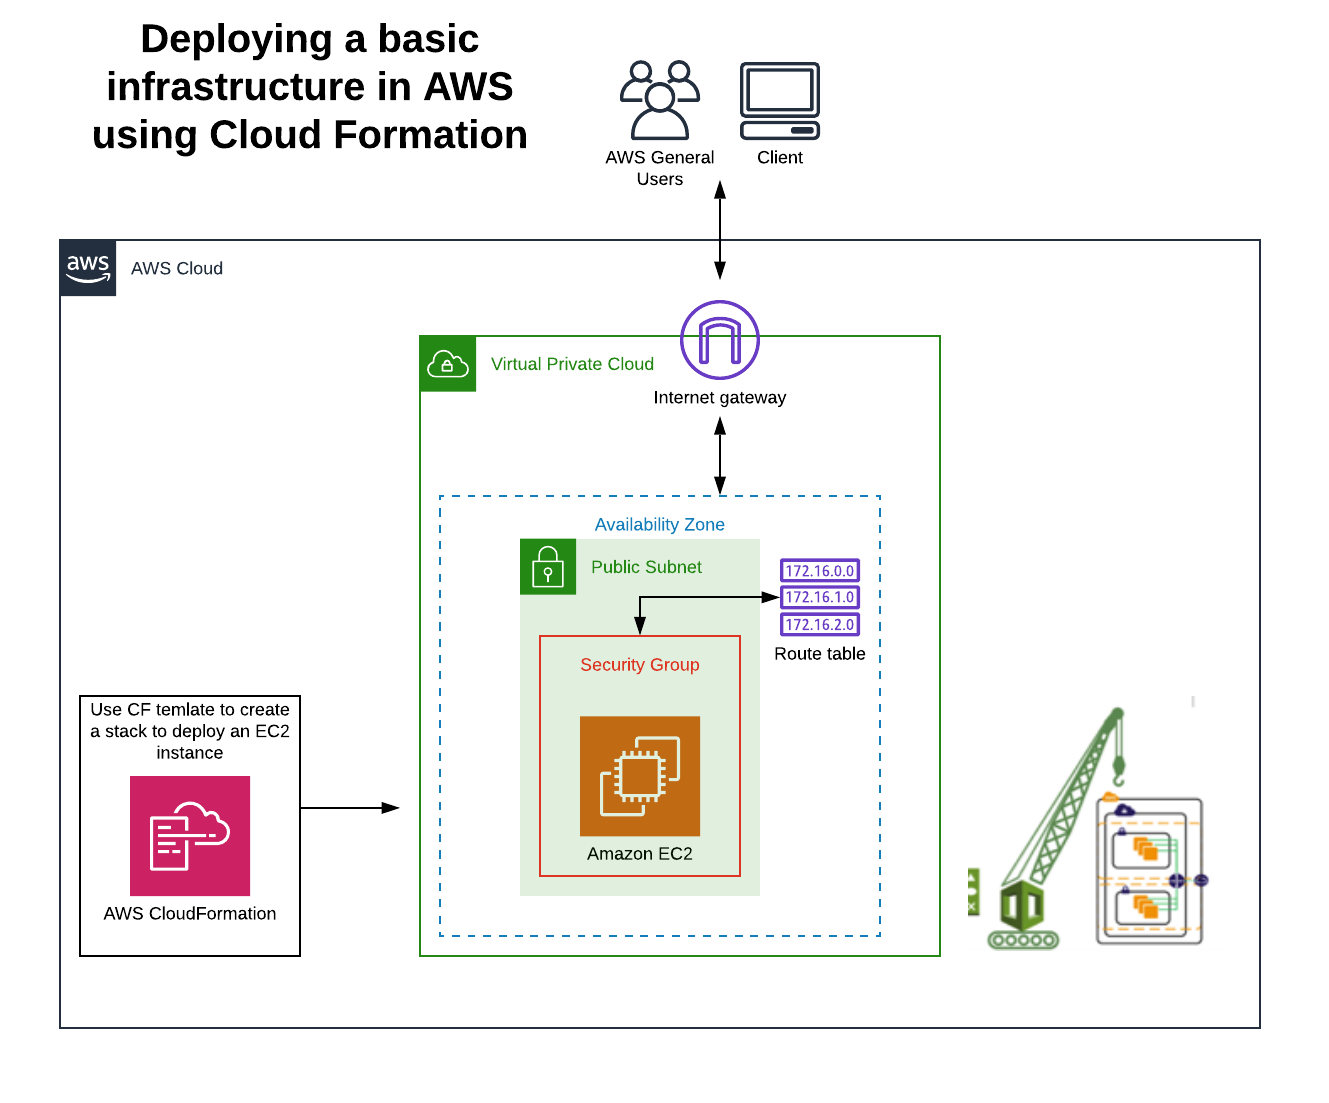 Deploying a basic
infrastructure in AWS
using Cloud Formation
AWS General
Users
Client
aws
AWS Cloud
Virtual Private Cloud
Internet gateway
Availability Zone
Public Subnet
172.16.0.0
172.16.1.0
172.16.2.0
Route table
Security Group
Amazon EC2
Use CF temlate to create
a stack to deploy an EC2
instance
AWS CloudFormation